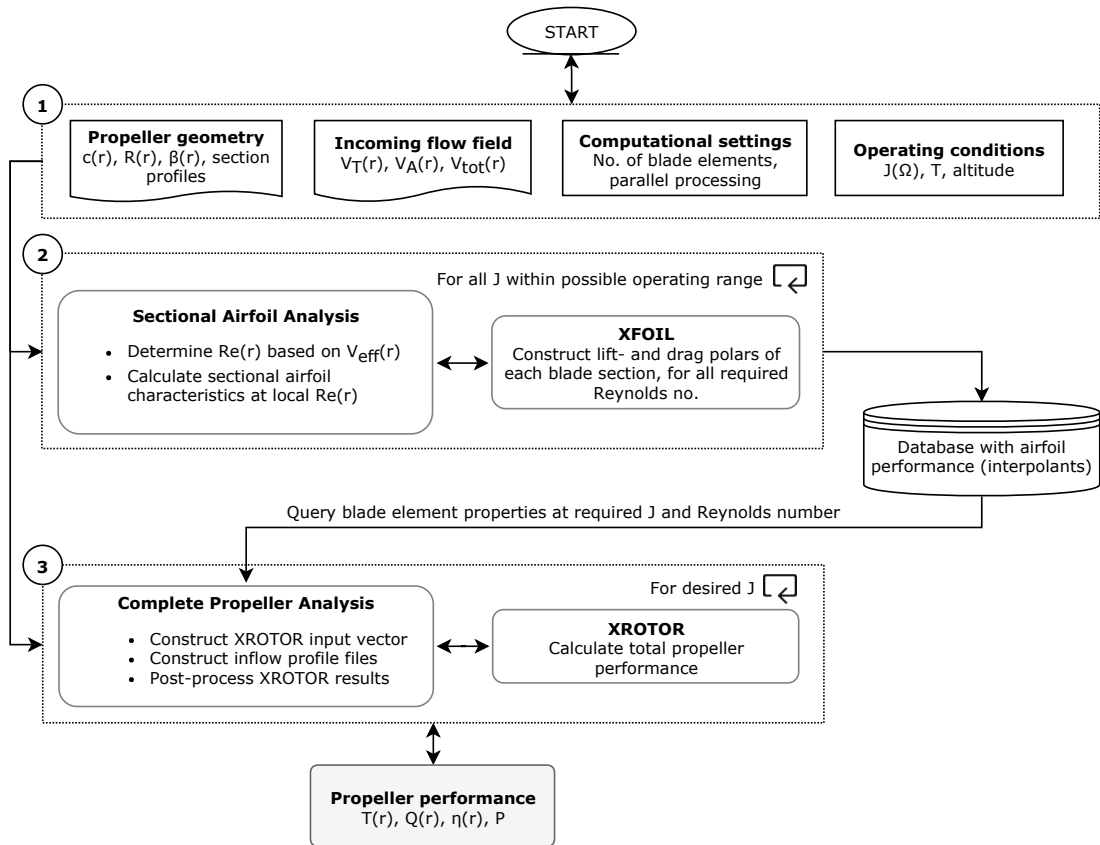 START
1
Propeller geometry
c(r), R(r), β(r), section
profiles
Incoming flow field
VT(r), VA(r), Vtot(r)
Computational settings
No. of blade elements,
parallel processing
Operating conditions
J(Ω), T, altitude
2
For all J within possible operating range
Sectional Airfoil Analysis
• Determine Re(r) based on Veff(r)
• Calculate sectional airfoil
characteristics at local Re(r)
XFOIL
Construct lift- and drag polars of
each blade section, for all required
Reynolds no.
Database with airfoil
performance (interpolants)
Query blade element properties at required J and Reynolds number
3
For desired J
Complete Propeller Analysis
• Construct XROTOR input vector
• Construct inflow profile files
• Post-process XROTOR results
XROTOR
Calculate total propeller
performance
Propeller performance
T(r), Q(r), η(r), P